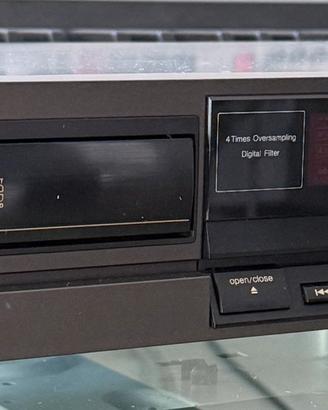 4 Times Oversampling
Digital Filter
open/close